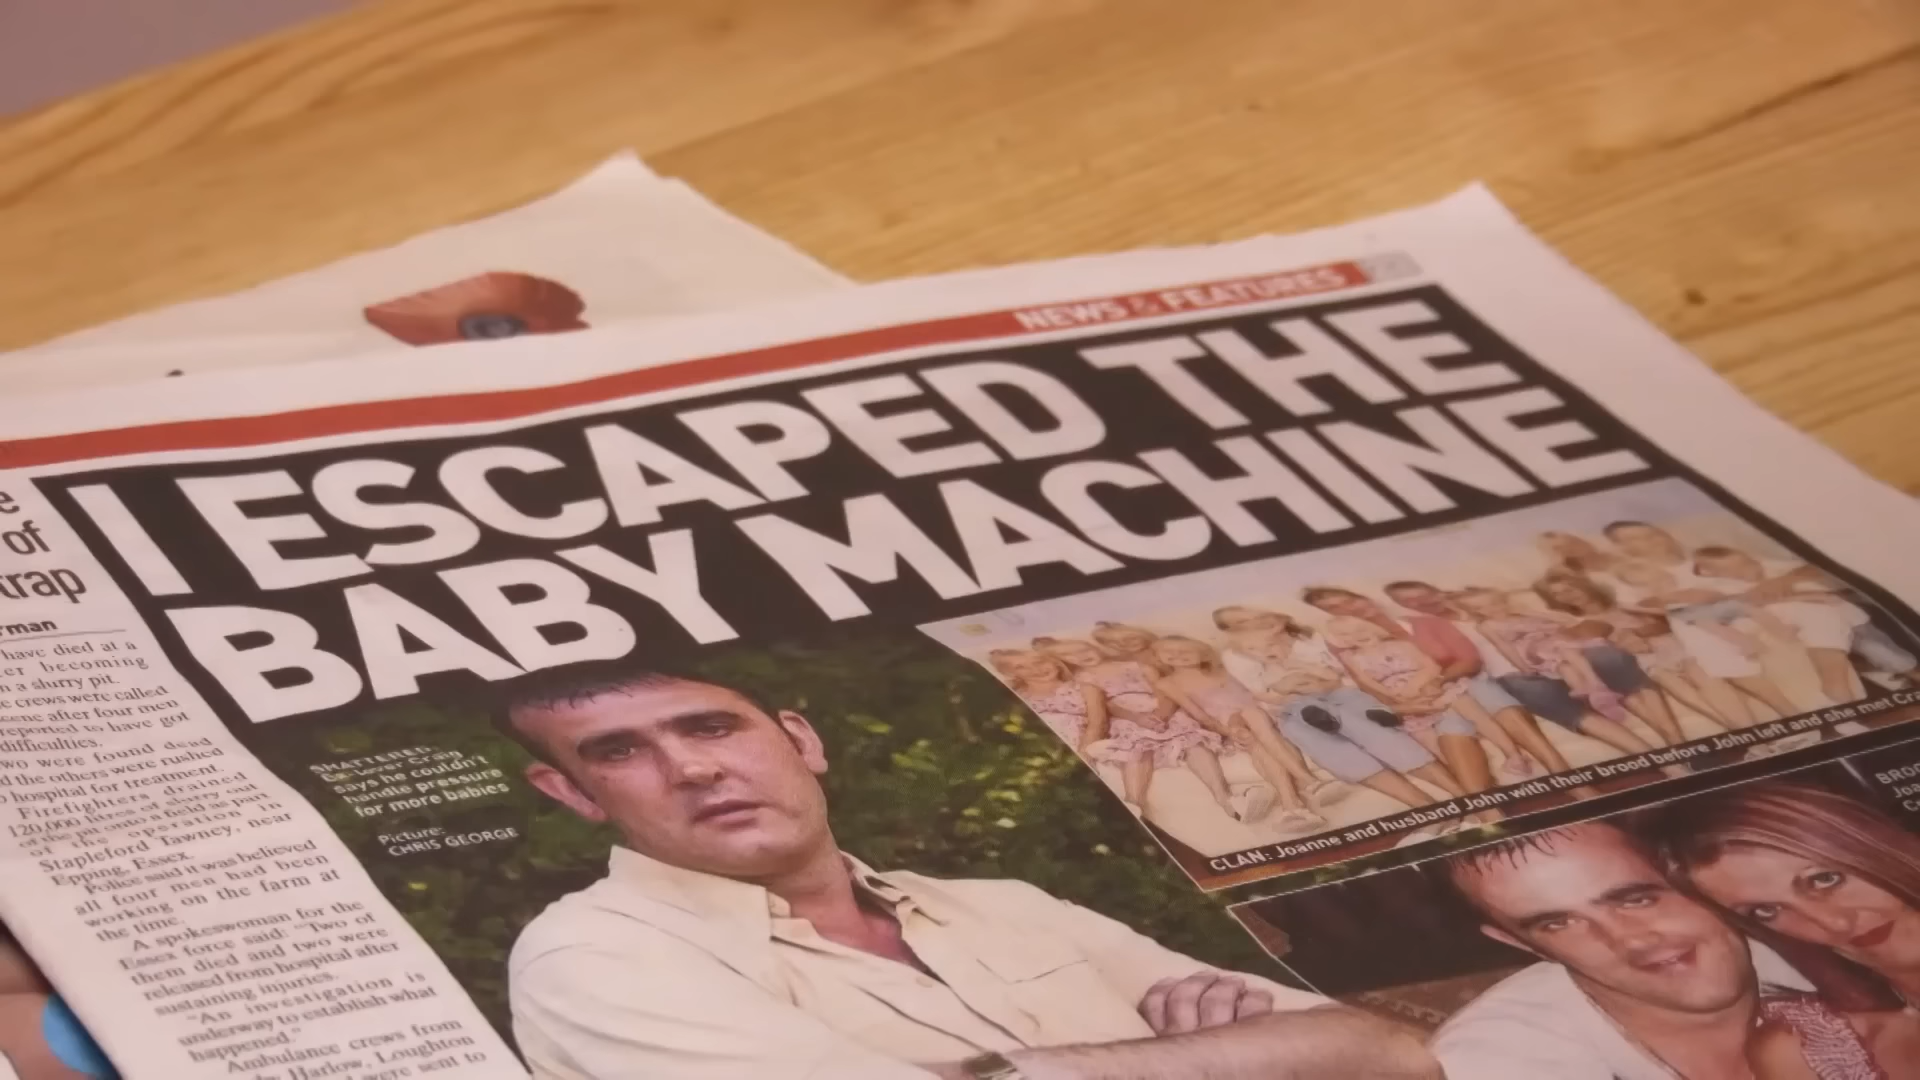 NEWS & FEATURES
I ESCAPED THE
BABY MACHINE
e
of
trap
rman
have died at a
er becoming
n a slurry pit.
e crews were called
cene after four men
reported to have got
difficulties.
wo were found dead
d the others were rushed
o hospital for treatment.
Firefighters drained
120,000 litres of slurry out
of the pit onto a field as part
of the operation in
Stapleford Tawney, near
Epping, Essex.
Police said it was believed
all four men had been
working on the farm at
the time.
A spokeswoman for the
Essex force said: "Two of
them died and two were
released from hospital after
sustaining injuries.
"An investigation is
underway to establish what
happened."
Ambulance crews from
Harlow, Loughton
were sent to
SHATTERED:
Ex-lover Craig
says he couldn't
handle pressure
for more babies
Picture:
CHRIS GEORGE
CLAN: Joanne and husband John with their brood before John left and she met Cra
BROO
Joa